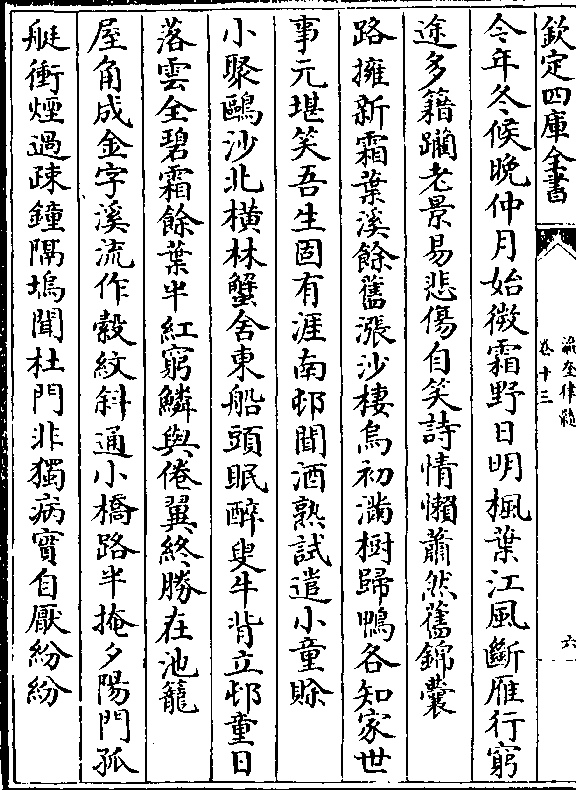 欽定四庫全書
瀛奎律髓
卷十三
六
今年冬候晚仲月始微霜野日明楓葉江風斷雁行窮
途多籍躪老景易悲傷自笑詩情懶蕭然舊錦囊
路擁新霜葉溪餘舊漲沙棲烏初滿樹歸鴨各知家世
事元堪笑吾生固有涯南邨聞酒熟試遣小童賒
小聚鷗沙北橫林蟹舍東船頭眠醉叟牛背立邨童日
落雲全碧霜餘葉半紅窮鱗與倦翼終勝在池籠
屋角成金字溪流作縠紋斜通小橋路半掩夕陽門孤
艇衝煙過疎鐘隔塢聞杜門非獨病實自厭紛紛